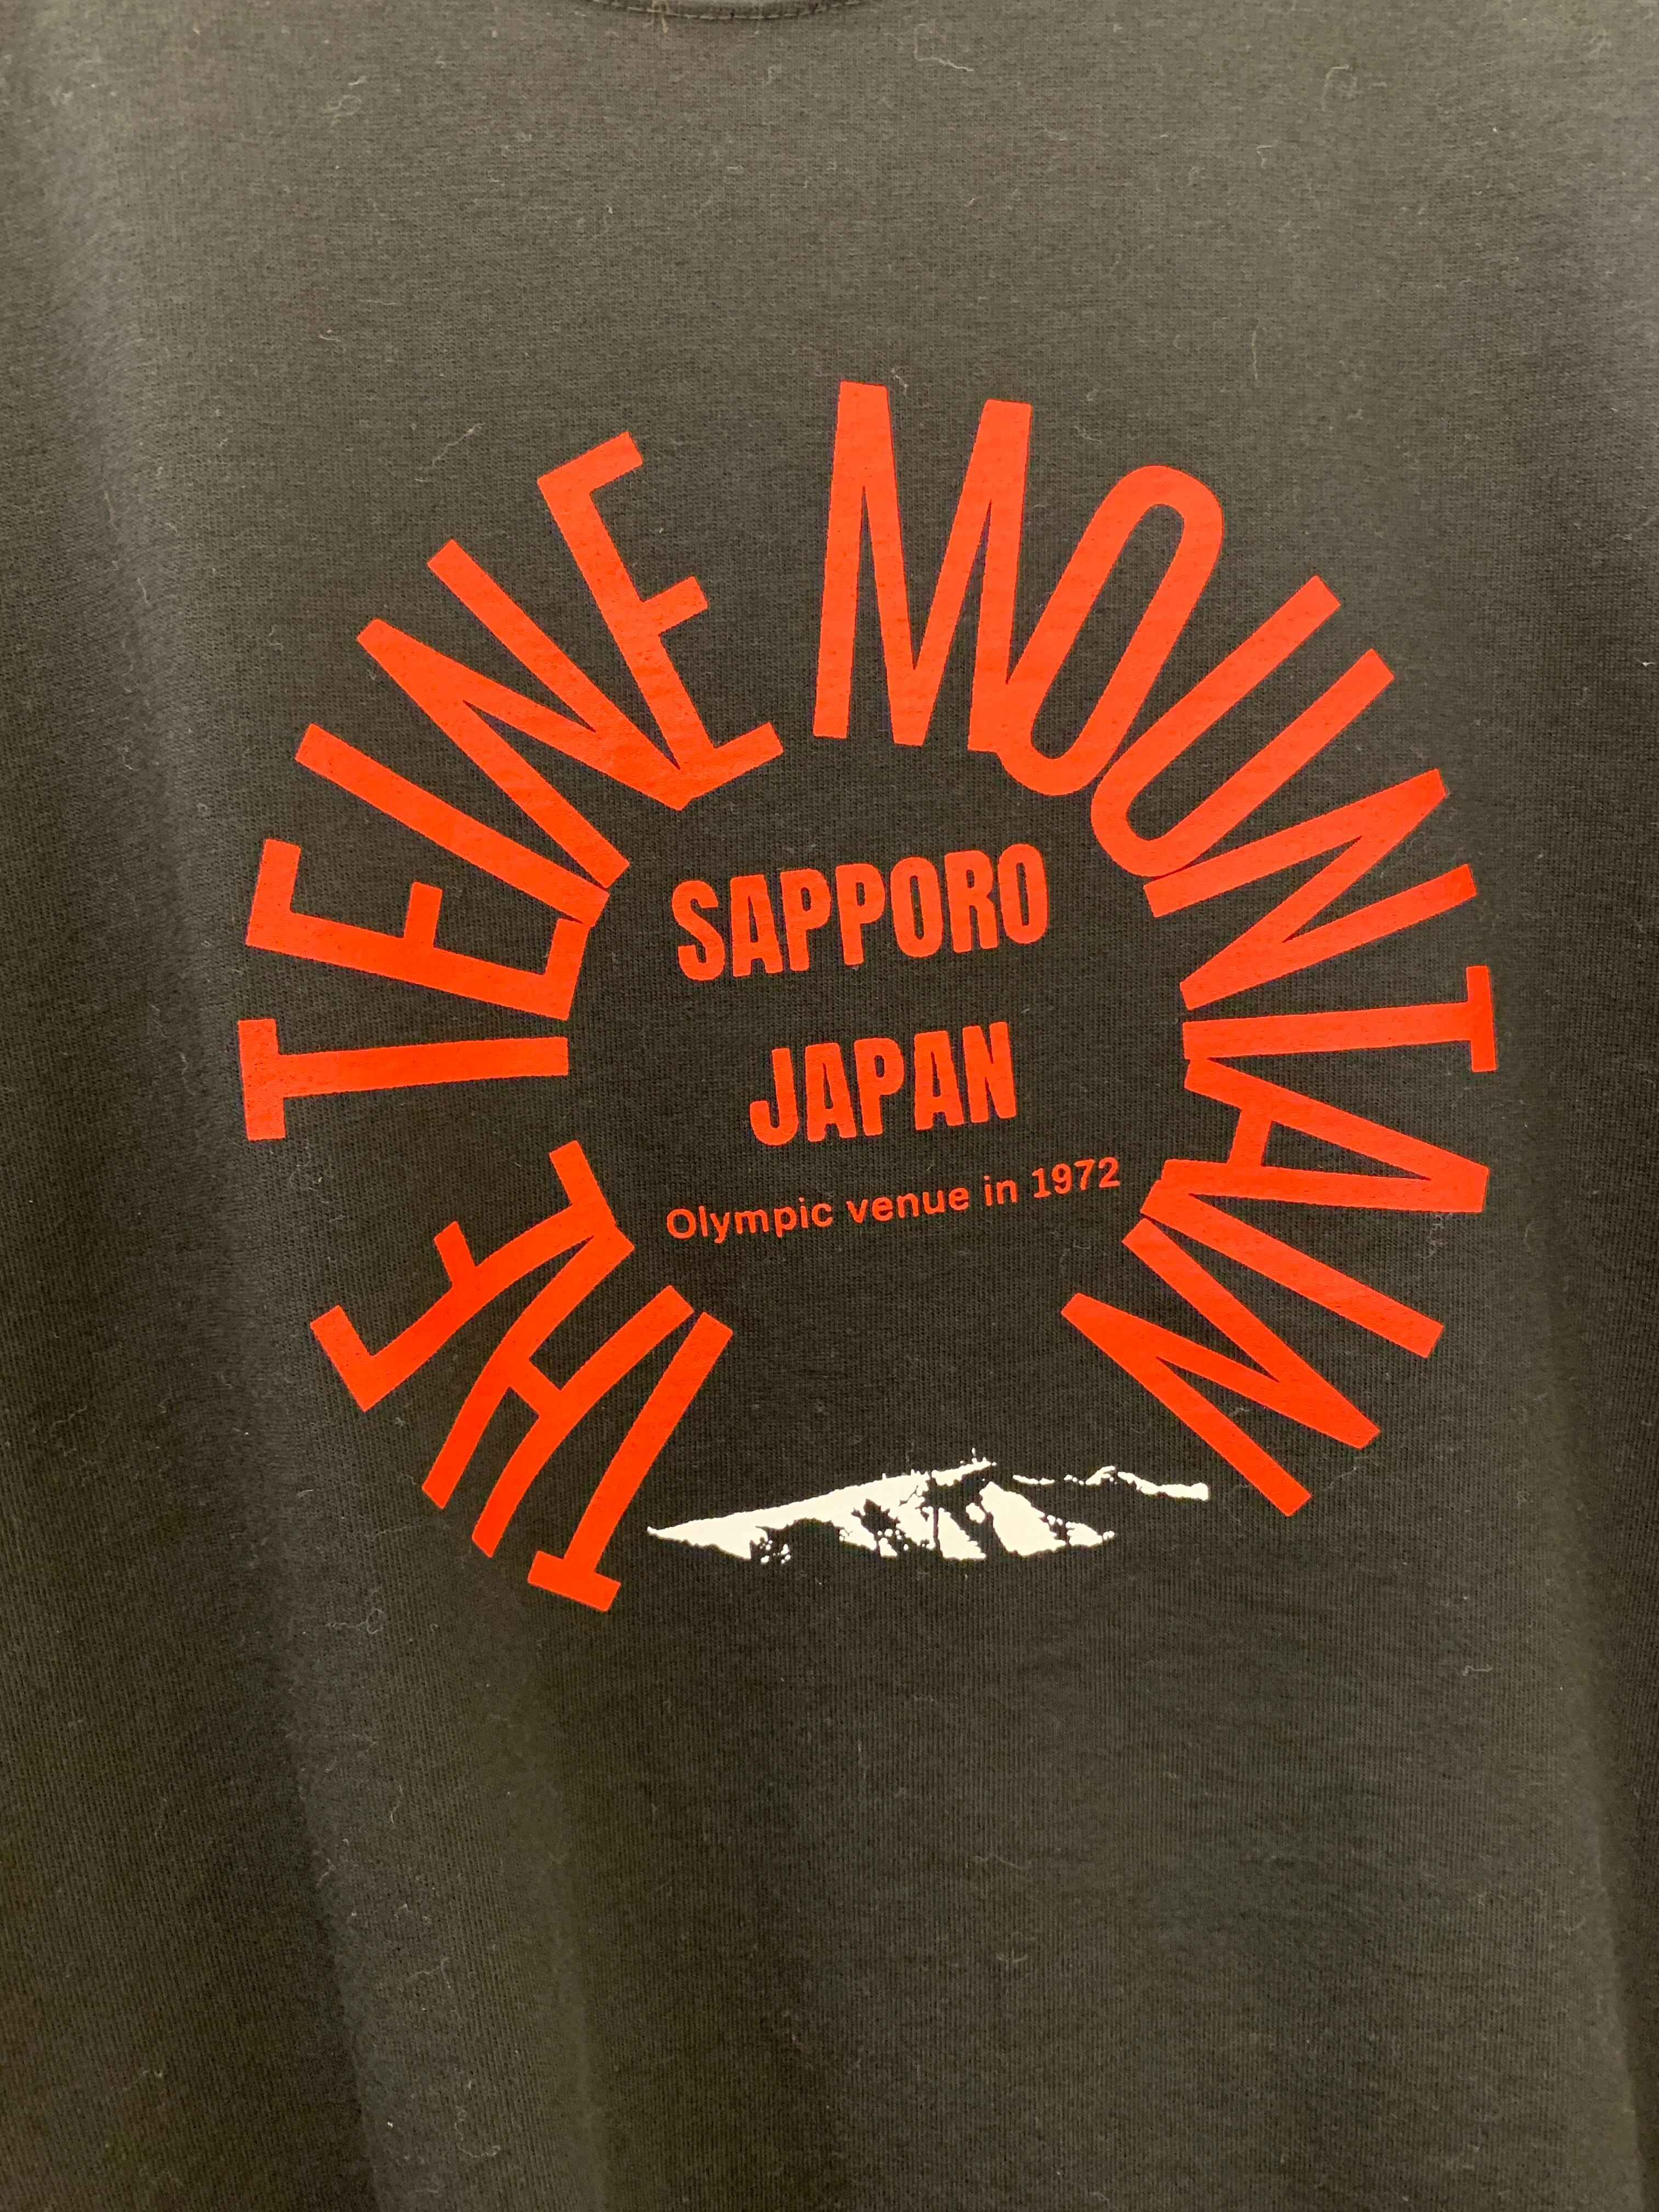 THE TEINE MOUNTAIN
SAPPORO
JAPAN
Olympic venue in 1972